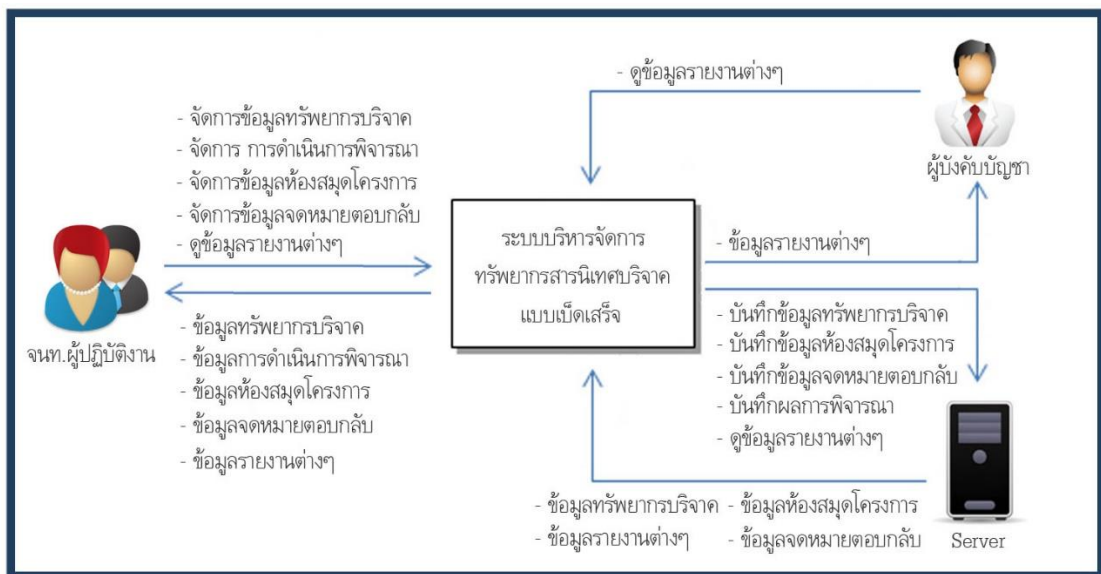 - ดูข้อมูลรายงานต่างๆ
ผู้บังคับบัญชา
- จัดการข้อมูลทรัพยากรบริจาค
- จัดการ การดำเนินการพิจารณา
- จัดการข้อมูลห้องสมุดโครงการ
- จัดการข้อมูลจดหมายตอบกลับ
- ดูข้อมูลรายงานต่างๆ
จนท.ผู้ปฏิบัติงาน
- ข้อมูลทรัพยากรบริจาค
- ข้อมูลการดำเนินการพิจารณา
- ข้อมูลห้องสมุดโครงการ
- ข้อมูลจดหมายตอบกลับ
- ข้อมูลรายงานต่างๆ
ระบบบริหารจัดการ
ทรัพยากรสารนิเทศบริจาค
แบบเบ็ดเสร็จ
- ข้อมูลรายงานต่างๆ
- บันทึกข้อมูลทรัพยากรบริจาค
- บันทึกข้อมูลห้องสมุดโครงการ
- บันทึกข้อมูลจดหมายตอบกลับ
- บันทึกผลการพิจารณา
- ดูข้อมูลรายงานต่างๆ
- ข้อมูลทรัพยากรบริจาค - ข้อมูลห้องสมุดโครงการ
- ข้อมูลรายงานต่างๆ - ข้อมูลจดหมายตอบกลับ
Server